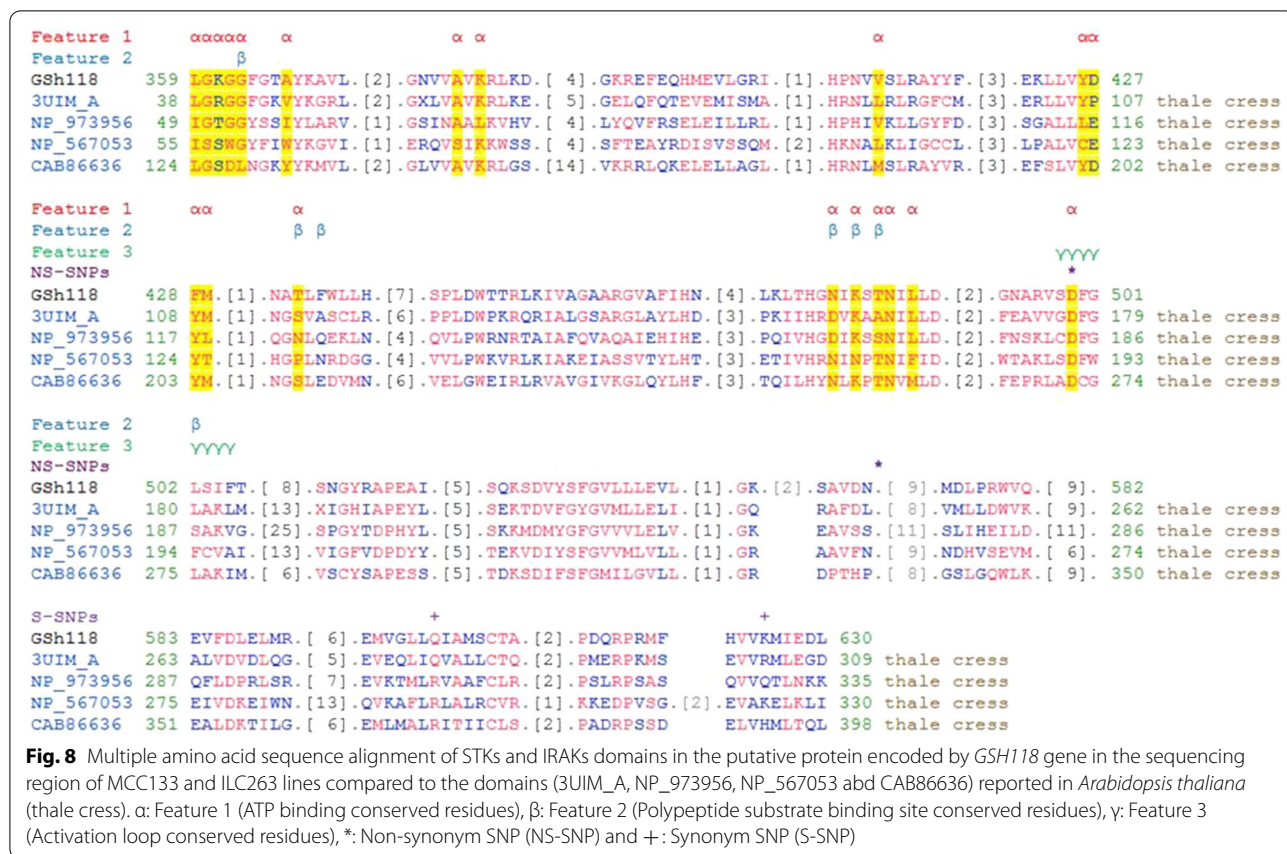 Feature 1 ααααα α α α α αα
Feature 2 β
GSh118 359 LGKGGFGTAYKAVL.[2].GNVVAVKRLKD.[ 4].GKREFEQHMEVLGRI.[1].HPNVVSLRAYYF.[3].EKLLVYD 427
3UIM_A 38 LGRGGFGKVYKGRL.[2].GXLVAVKRLKE.[ 5].GELQFQTEVEMISMA.[1].HRNLLRLRGFCM.[3].ERLLVYP 107 thale cress
NP_973956 49 IGTGGYSSIYLARV.[1].GSINAALKVHV.[ 4].LYQVFRSELEILLRL.[1].HPHIVKLLGYFD.[3].SGALLLE 116 thale cress
NP_567053 55 ISSWGYFIWYKGVI.[1].ERQVSIKKWSS.[ 4].SFTEAYRDISVSSQM.[2].HKNALKLIGCCL.[3].LPALVCE 123 thale cress
CAB86636 124 LGSDLNGKYYKMVL.[2].GLVVAVKRLGS.[14].VKRRLQKELELLAGL.[1].HRNLMSLRAYVR.[3].EFSLVYD 202 thale cress
Feature 1 αα α α α αα α α
Feature 2 β β β β β
Feature 3 γγγγ
NS-SNPs *
GSh118 428 FM.[1].NATLFWLLH.[7].SPLDWTTRLKIVAGAARGVAFIHN.[4].LKLTHGNIKSTNILLD.[2].GNARVSDFG 501
3UIM_A 108 YM.[1].NGSVASCLR.[6].PPLDWPKRQRIALGSARGLAYLHD.[3].PKIIHRDVKAANILLD.[2].FEAVVGDFG 179 thale cress
NP_973956 117 YL.[1].QGNLQEKLN.[4].QVLPWRNRTAIAFQVAQAIEHIHE.[3].PQIVHGDIKSSNILLD.[2].FNSKLCDFG 186 thale cress
NP_567053 124 YT.[1].HGPLNRDGG.[4].VVLPWKVRLKIAKEIASSVTYLHT.[3].ETIVHRNINPTNIFID.[2].WTAKLSDFW 193 thale cress
CAB86636 203 YM.[1].NGSLEDVMN.[6].VELGWEIRLRVAVGIVKGLQYLHF.[3].TQILHYNLKPTNVMLD.[2].FEPRLADCG 274 thale cress
Feature 2 β
Feature 3 γγγγ
NS-SNPs *
GSh118 502 LSIFT.[ 8].SNGYRAPEAI.[5].SQKSDVYSFGVLLLEVL.[1].GK.[2].SAVDN.[ 9].MDLPRWVQ.[ 9]. 582
3UIM_A 180 LAKLM.[13].XIGHIAPEYL.[5].SEKTDVFGYGVMLLELI.[1].GQ RAFDL.[ 8].VMLLDWVK.[ 9]. 262 thale cress
NP_973956 187 SAKVG.[25].SPGYTDPHYL.[5].SKKMDMYGFGVVVLELV.[1].GK EAVSS.[11].SLIHEILD.[11]. 286 thale cress
NP_567053 194 FCVAI.[13].VIGFVDPDYY.[5].TEKVDIYSFGVVMLVLL.[1].GR AAVFN.[ 9].NDHVSEVM.[ 6]. 274 thale cress
CAB86636 275 LAKIM.[ 6].VSCYSAPESS.[5].TDKSDIFSFGMILGVLL.[1].GR DPTHP.[ 8].GSLGQWLK.[ 9]. 350 thale cress
S-SNPs + +
GSh118 583 EVFDLELMR.[ 6].EMVGLLQIAMSCTA.[2].PDQRPRMF HVVKMIEDL 630
3UIM_A 263 ALVDVDLQG.[ 5].EVEQLIQVALLCTQ.[2].PMERPKMS EVVRMLEGD 309 thale cress
NP_973956 287 QFLDPRLSR.[ 7].EVKTMLRVAAFCLR.[2].PSLRPSAS QVVQTLNKK 335 thale cress
NP_567053 275 EIVDKEIWN.[13].QVKAFLRLALRCVR.[1].KKEDPVSG.[2].EVAKELKLI 330 thale cress
CAB86636 351 EALDKTILG.[ 6].EMLMALRITIICLS.[2].PADRPSSD ELVHMLTQL 398 thale cress
Fig. 8 Multiple amino acid sequence alignment of STKs and IRAKs domains in the putative protein encoded by GSH118 gene in the sequencing
region of MCC133 and ILC263 lines compared to the domains (3UIM_A, NP_973956, NP_567053 abd CAB86636) reported in Arabidopsis thaliana
(thale cress). α: Feature 1 (ATP binding conserved residues), β: Feature 2 (Polypeptide substrate binding site conserved residues), γ: Feature 3
(Activation loop conserved residues), *: Non-synonym SNP (NS-SNP) and +: Synonym SNP (S-SNP)